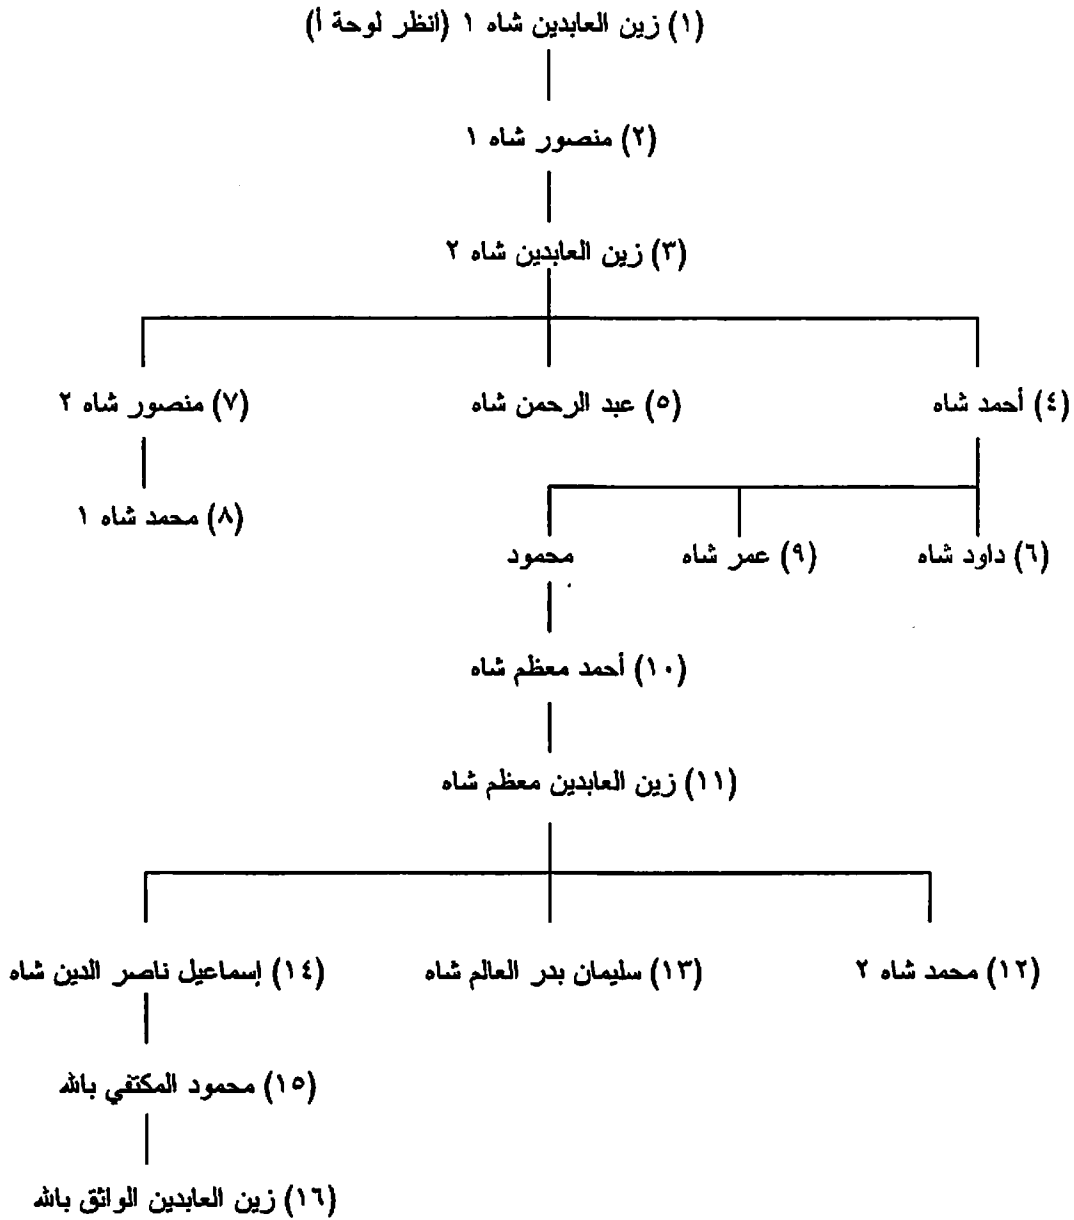 (١) زين العابدين شاه ١ (انظر لوحة أ)
(٢) منصور شاه ١
(٣) زين العابدين شاه ٢
(٤) أحمد شاه
(٥) عبد الرحمن شاه
(٧) منصور شاه ٢
(٨) محمد شاه ١
(٦) داود شاه
(٩) عمر شاه
محمود
(١٠) أحمد معظم شاه
(١١) زين العابدين معظم شاه
(١٢) محمد شاه ٢
(١٣) سليمان بدر العالم شاه
(١٤) إسماعيل ناصر الدين شاه
(١٥) محمود المكتفي بالله
(١٦) زين العابدين الواثق بالله